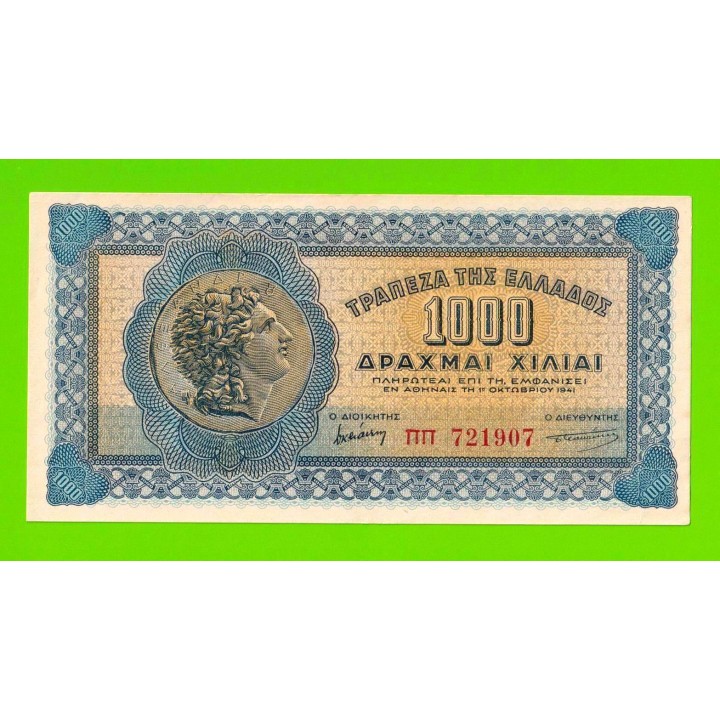 1000 1000
ΤΡΑΠΕΖΑ ΤΗΣ ΕΛΛΑΔΟΣ
1000
ΔΡΑΧΜΑΙ ΧΙΛΙΑΙ
ΠΛΗΡΩΤΕΑΙ ΕΠΙ ΤΗ, ΕΜΦΑΝΙΣΕΙ
ΕΝ ΑΘΗΝΑΙΣ ΤΗ 1ῃ ΟΚΤΩΒΡΙΟΥ 1941
Ο ΔΙΟΙΚΗΤΗΣ Ο ΔΙΕΥΘΥΝΤΗΣ
ΠΠ 721907
1000 1000